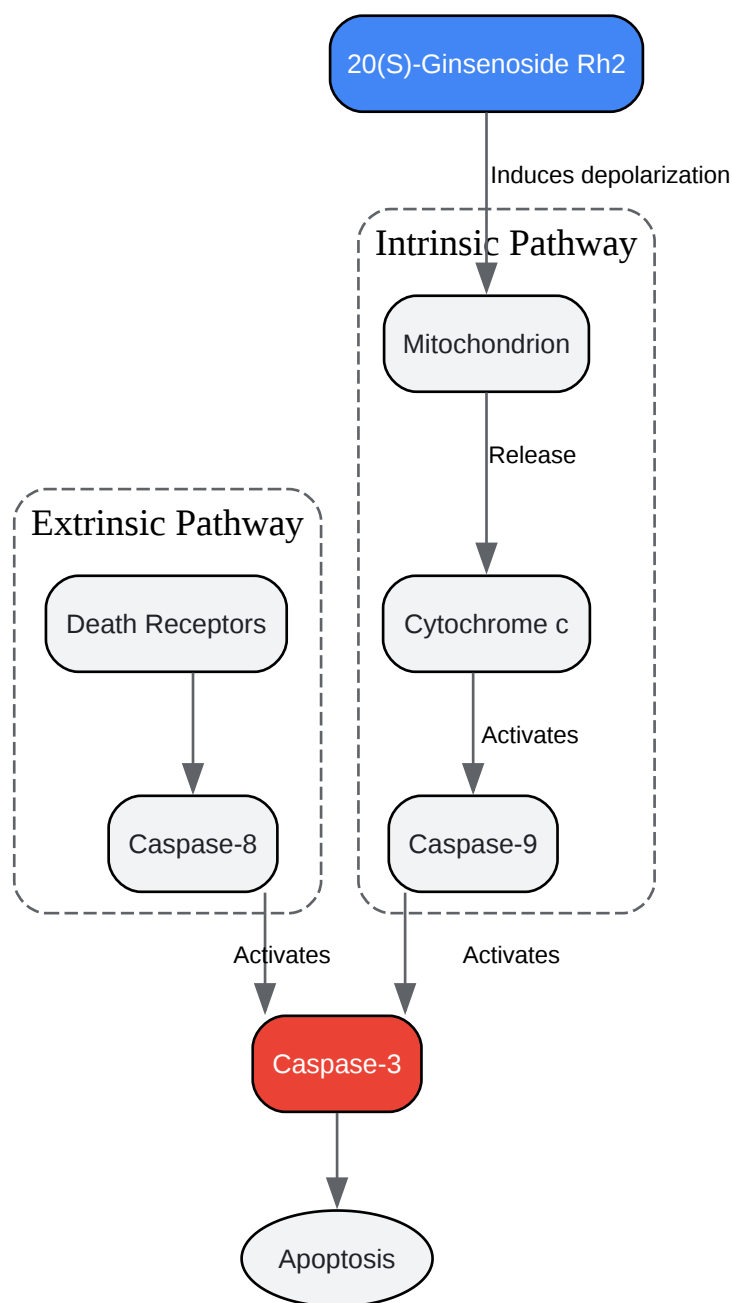 20(S)-Ginsenoside Rh2
Induces depolarization
Intrinsic Pathway
Mitochondrion
Release
Extrinsic Pathway
Death Receptors
Cytochrome c
Activates
Caspase-8
Caspase-9
Activates
Activates
Caspase-3
Apoptosis